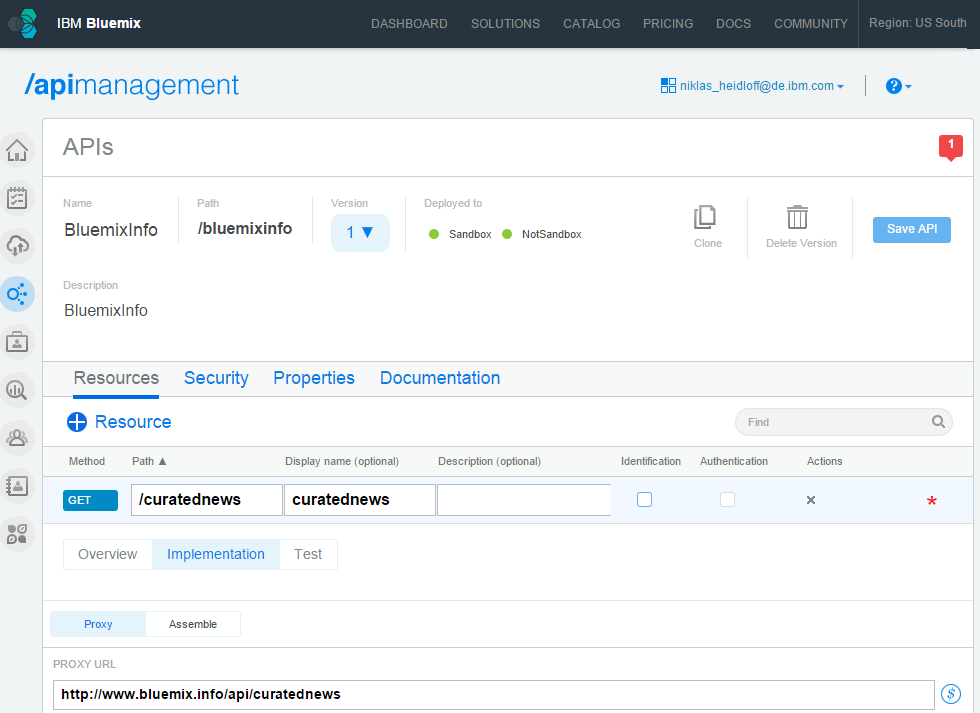 IBM Bluemix DASHBOARD SOLUTIONS CATALOG PRICING DOCS COMMUNITY Region: US South
/apimanagement niklas_heidloff@de.ibm.com ?
APIs 1
Name Path Version Deployed to
BluemixInfo /bluemixinfo 1 ▼ Sandbox NotSandbox
Clone Delete Version Save API
Description
BluemixInfo
Resources Security Properties Documentation
Resource Find
Method Path ▲ Display name (optional) Description (optional) Identification Authentication Actions
GET /curatednews curatednews × *
Overview Implementation Test
Proxy Assemble
PROXY URL
http://www.bluemix.info/api/curatednews $